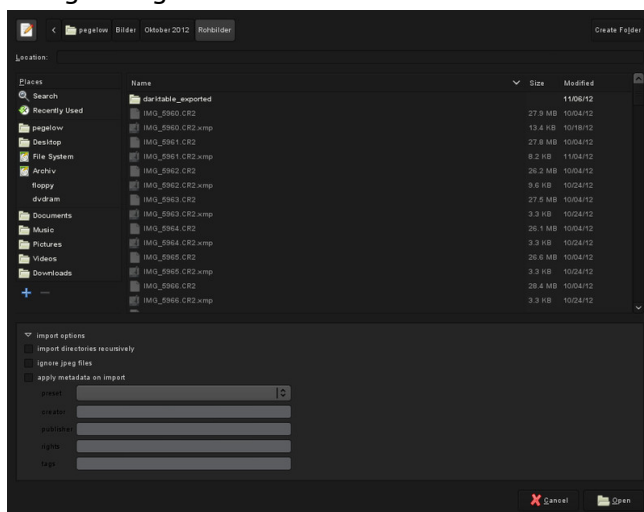 pegelow Bilder Oktober 2012 Rohbilder Create Folder
Location:
Places Name Size Modified
Search darktable_exported 11/06/12
Recently Used IMG_5960.CR2 27.9 MB 10/04/12
pegelow IMG_5960.CR2.xmp 13.4 KB 10/18/12
Desktop IMG_5961.CR2 27.8 MB 10/04/12
File System IMG_5961.CR2.xmp 8.2 KB 11/04/12
Archiv IMG_5962.CR2 26.2 MB 10/04/12
floppy IMG_5962.CR2.xmp 9.6 KB 10/24/12
dvdram IMG_5963.CR2 27.5 MB 10/04/12
Documents IMG_5963.CR2.xmp 3.3 KB 10/24/12
Music IMG_5964.CR2 26.1 MB 10/04/12
Pictures IMG_5964.CR2.xmp 3.3 KB 10/24/12
Videos IMG_5965.CR2 26.6 MB 10/04/12
Downloads IMG_5965.CR2.xmp 3.3 KB 10/24/12
IMG_5966.CR2 28.4 MB 10/04/12
IMG_5966.CR2.xmp 3.3 KB 10/24/12
import options
import directories recursively
ignore jpeg files
apply metadata on import
preset
creator
publisher
rights
tags
Cancel Open